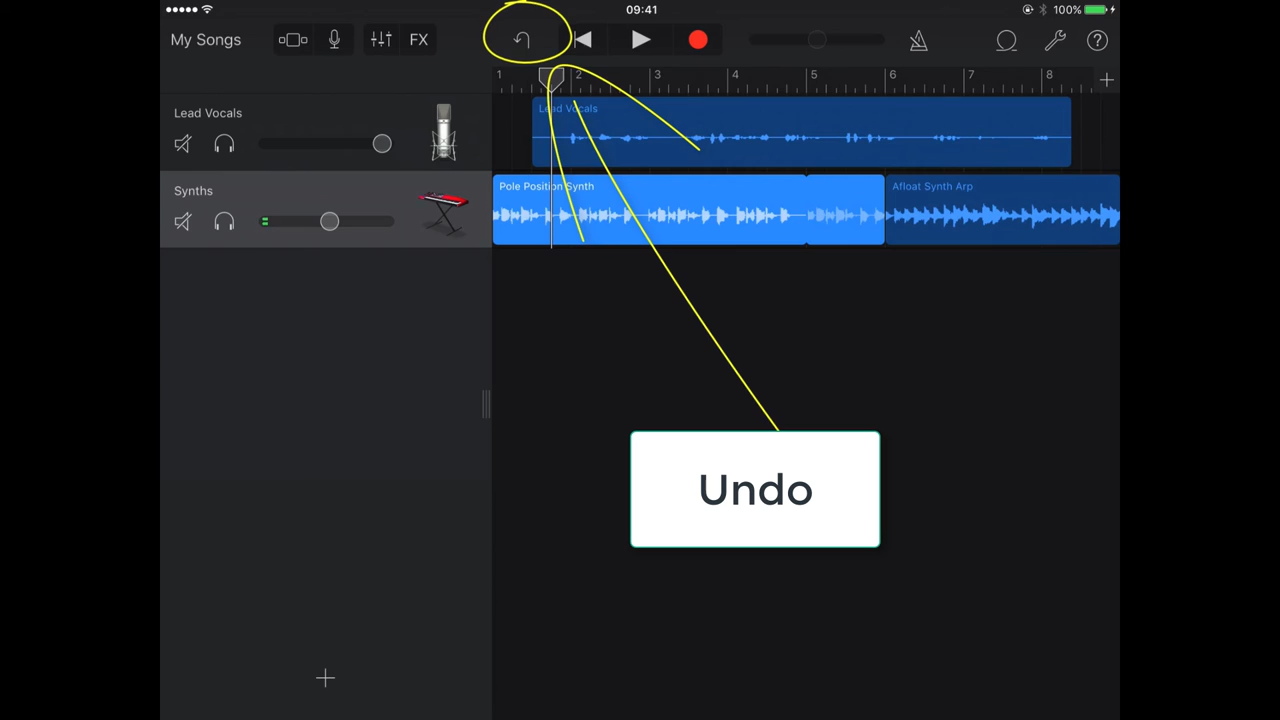 09:41
100%
My Songs
FX
1 2 3 4 5 6 7 8
Lead Vocals
Lead Vocals
Synths
Pole Position Synth
Afloat Synth Arp
Undo